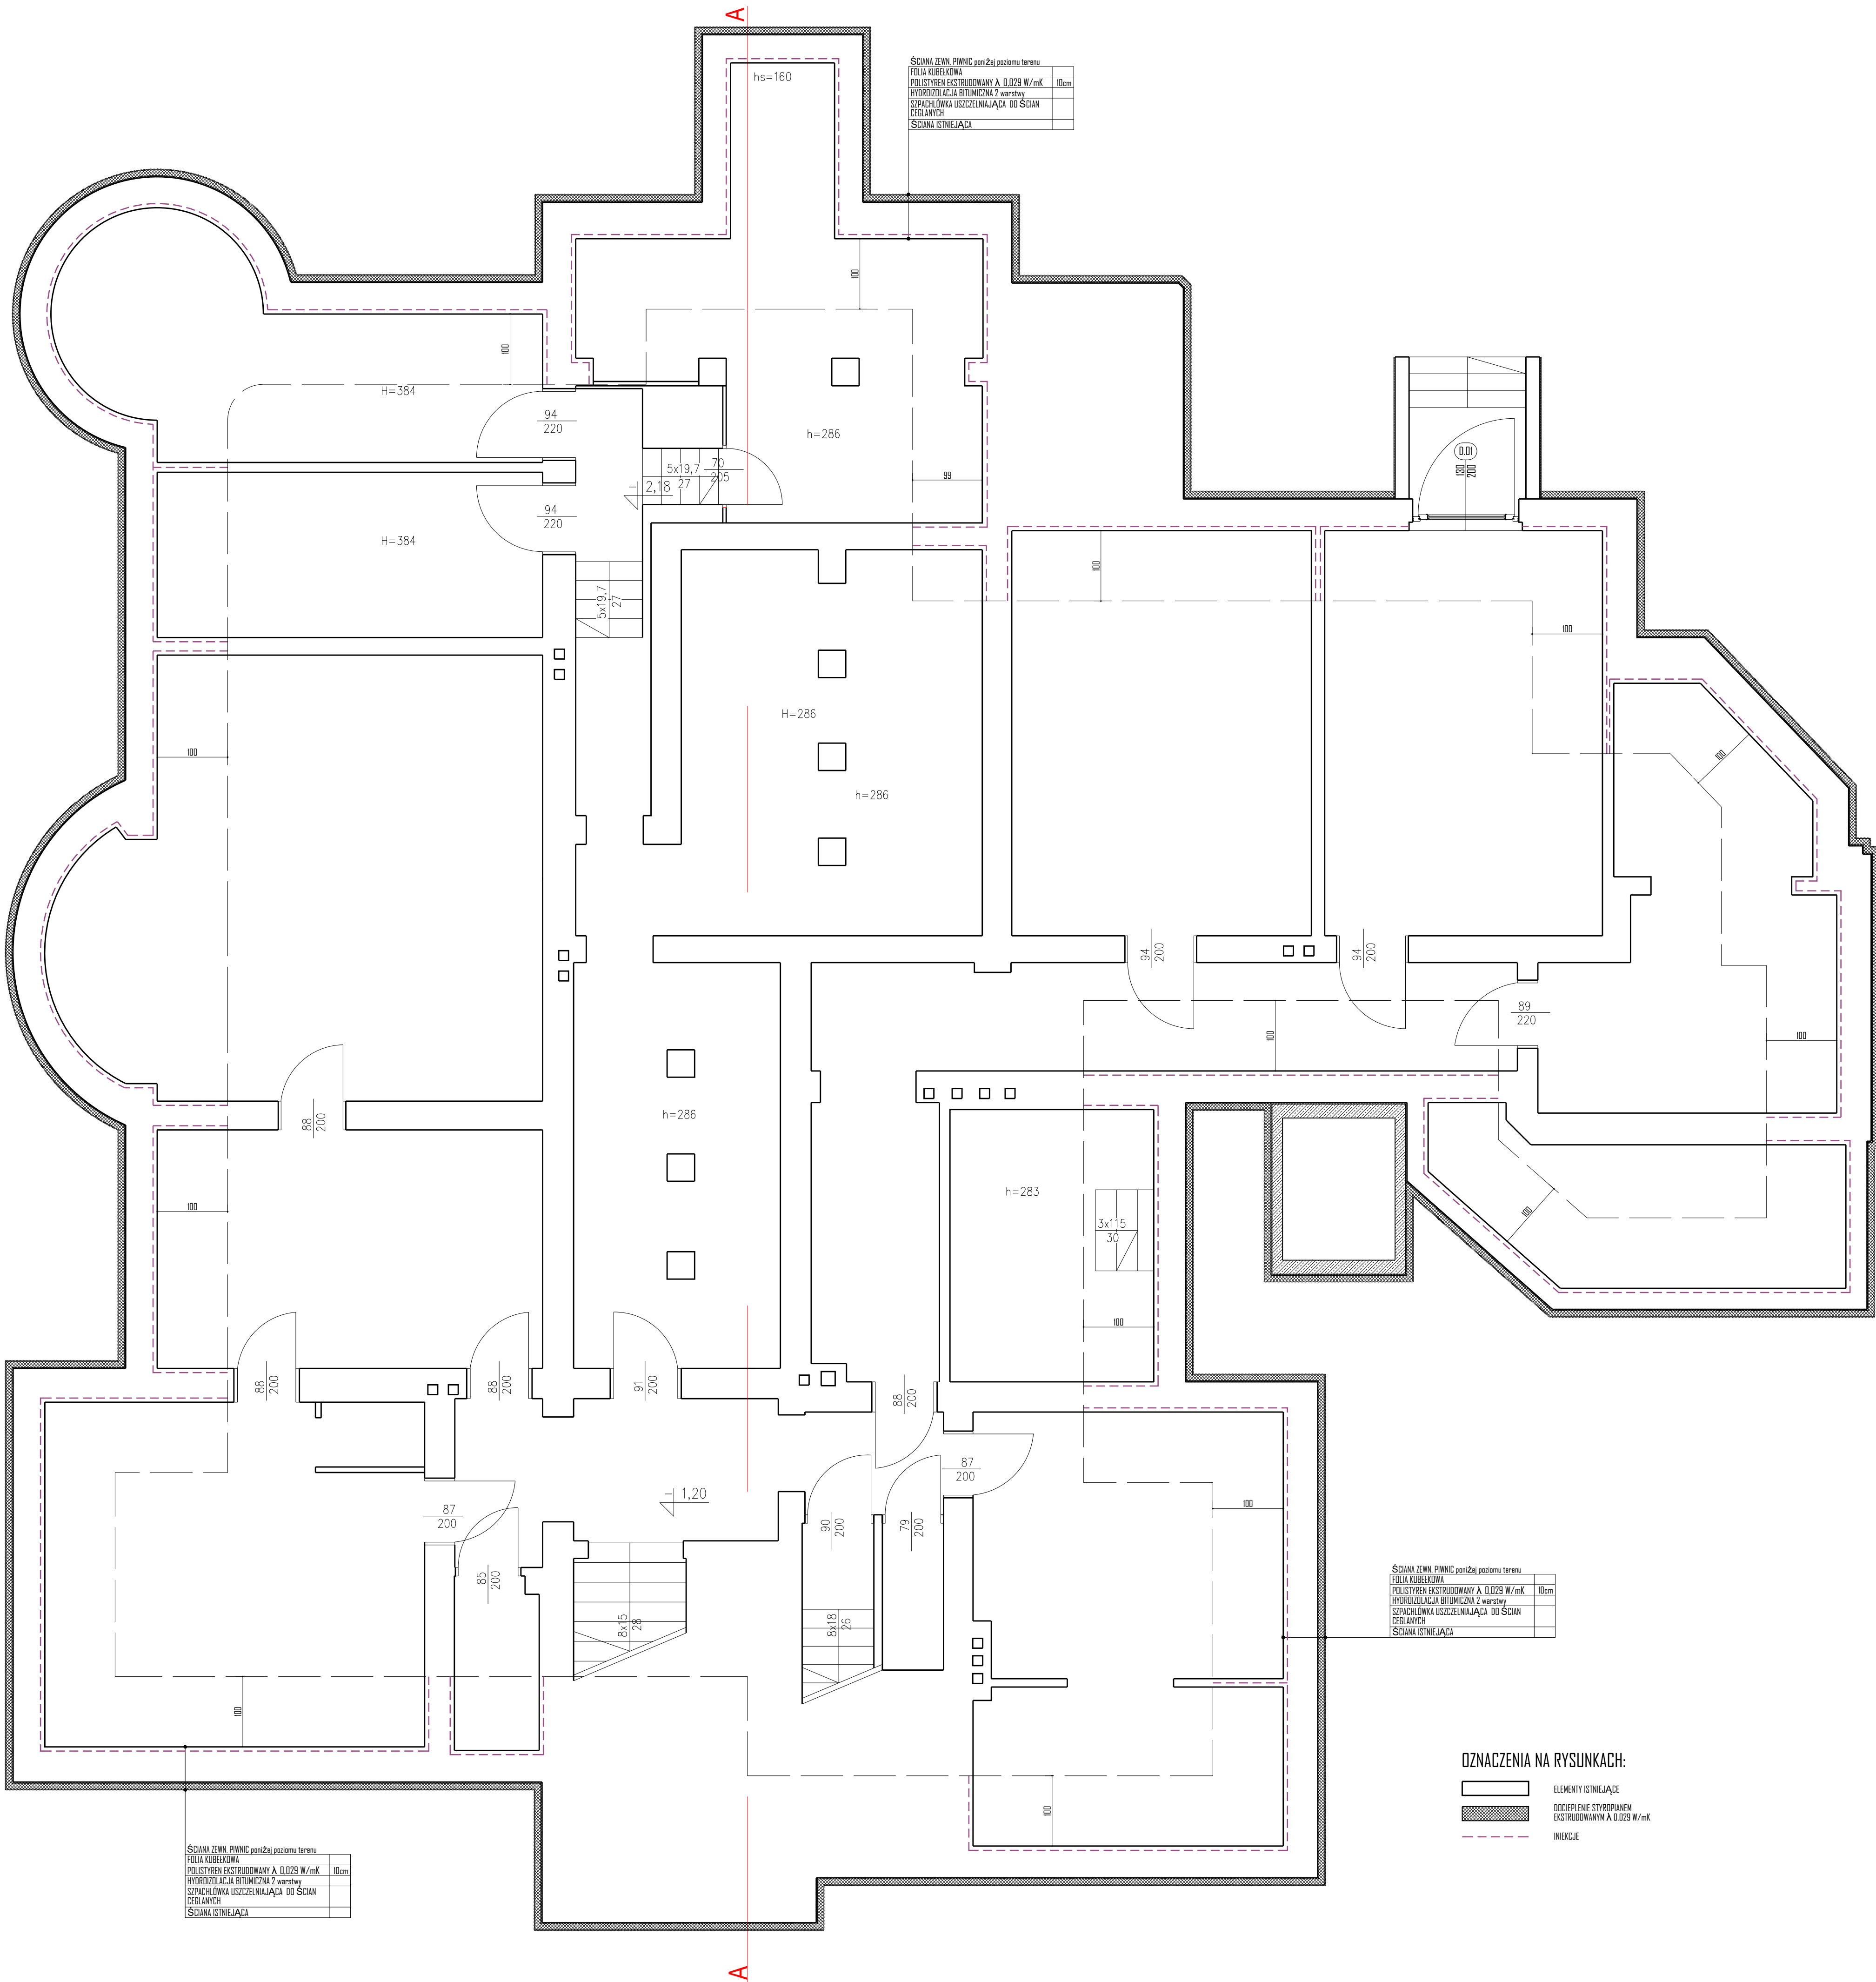 A
hs=160
ŚCIANA ZEWN. PIWNIC poniżej poziomu terenu
FOLIA KUBEŁKOWA
POLISTYREN EKSTRUDOWANY λ 0,029 W/mK 10cm
HYDROIZOLACJA BITUMICZNA 2 warstwy
SZPACHLÓWKA USZCZELNIAJĄCA DO ŚCIAN
CEGLANYCH
ŚCIANA ISTNIEJĄCA
100
100
H=384
94
220
h=286
D.01
130
200
5x19,7
27
70
205
99
- 2,18
94
220
H=384
100
5x19,7
27
100
H=286
100
100
h=286
94
200
94
200
89
220
100
100
h=286
88
200
h=283
100
100
3x115
30
100
88
200
88
200
91
200
88
200
87
200
- 1,20
100
87
200
90
200
79
200
85
200
8x15
28
8x18
26
ŚCIANA ZEWN. PIWNIC poniżej poziomu terenu
FOLIA KUBEŁKOWA
POLISTYREN EKSTRUDOWANY λ 0,029 W/mK 10cm
HYDROIZOLACJA BITUMICZNA 2 warstwy
SZPACHLÓWKA USZCZELNIAJĄCA DO ŚCIAN
CEGLANYCH
ŚCIANA ISTNIEJĄCA
100
100
OZNACZENIA NA RYSUNKACH:
ELEMENTY ISTNIEJĄCE
DOCIEPLENIE STYROPIANEM
EKSTRUDOWANYM λ 0,029 W/mK
INIEKCJE
ŚCIANA ZEWN. PIWNIC poniżej poziomu terenu
FOLIA KUBEŁKOWA
POLISTYREN EKSTRUDOWANY λ 0,029 W/mK 10cm
HYDROIZOLACJA BITUMICZNA 2 warstwy
SZPACHLÓWKA USZCZELNIAJĄCA DO ŚCIAN
CEGLANYCH
ŚCIANA ISTNIEJĄCA
A